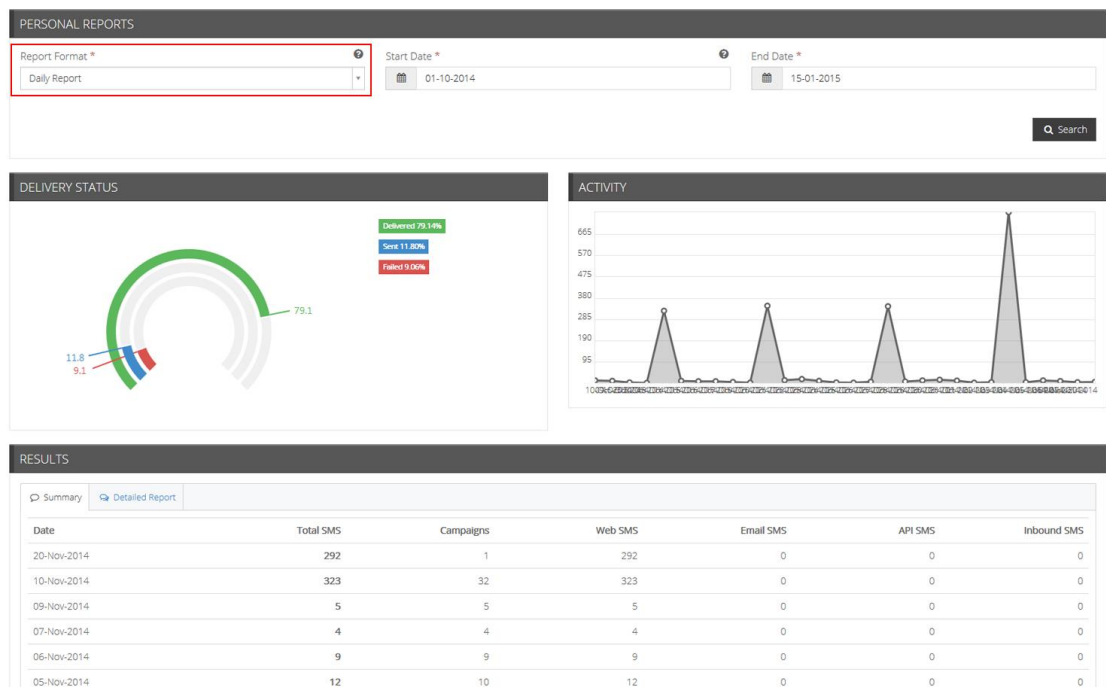 PERSONAL REPORTS
Report Format *
Start Date *
End Date *
Daily Report
01-10-2014
15-01-2015
Search
DELIVERY STATUS
Delivered 79.14%
Sent 11.80%
Failed 9.06%
79.1
11.8
9.1
ACTIVITY
665
570
475
380
285
190
95
RESULTS
Summary Detailed Report
Date Total SMS Campaigns Web SMS Email SMS API SMS Inbound SMS
20-Nov-2014 292 1 292 0 0 0
10-Nov-2014 323 32 323 0 0 0
09-Nov-2014 5 5 5 0 0 0
07-Nov-2014 4 4 4 0 0 0
06-Nov-2014 9 9 9 0 0 0
05-Nov-2014 12 10 12 0 0 0